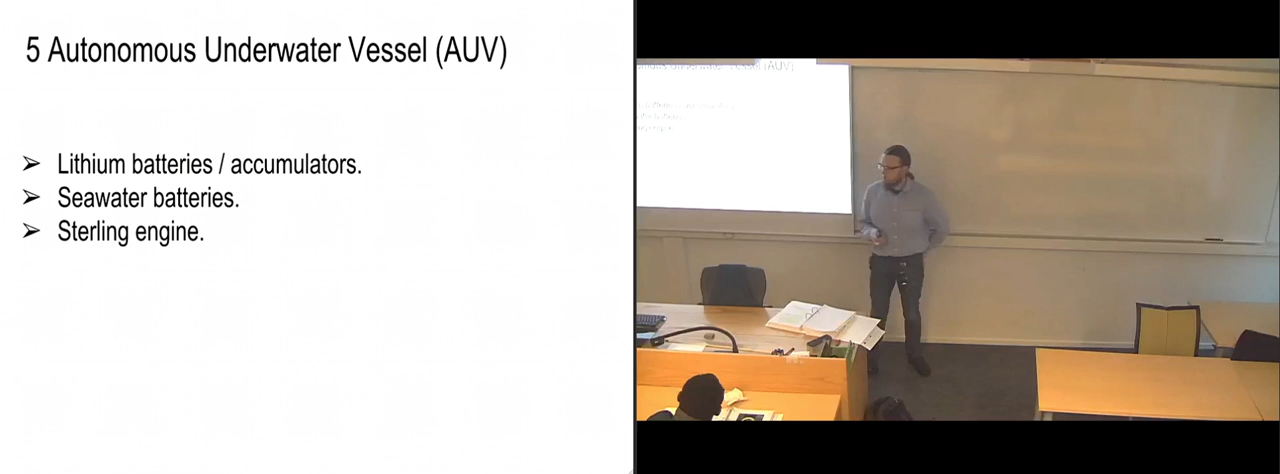 5 Autonomous Underwater Vessel (AUV)
➢ Lithium batteries / accumulators.
➢ Seawater batteries.
➢ Sterling engine.